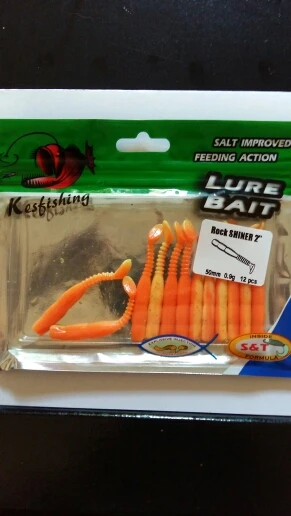 SALT IMPROVED
FEEDING ACTION
Kesfishing
LURE
BAIT
Rock SHINER 2"
50mm 0.9g 12 pcs
S&T
FORMULA